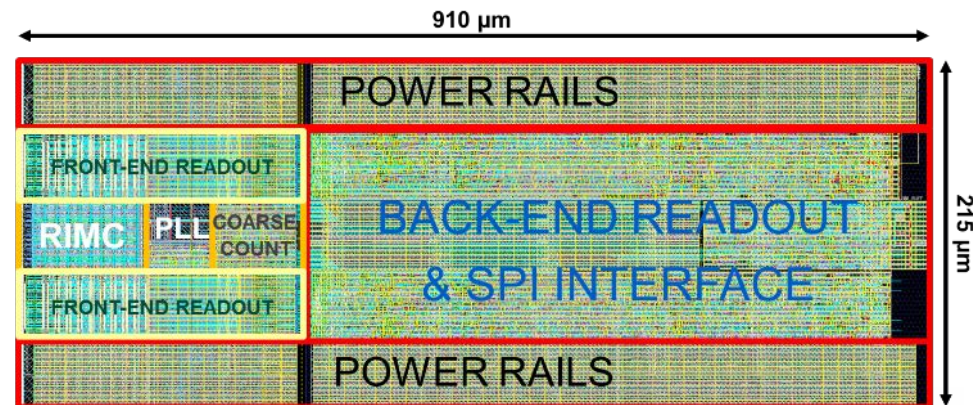 910 µm
POWER RAILS
FRONT-END READOUT
RIMC
PLL
COARSE
COUNT
FRONT-END READOUT
BACK-END READOUT
& SPI INTERFACE
POWER RAILS
215 µm